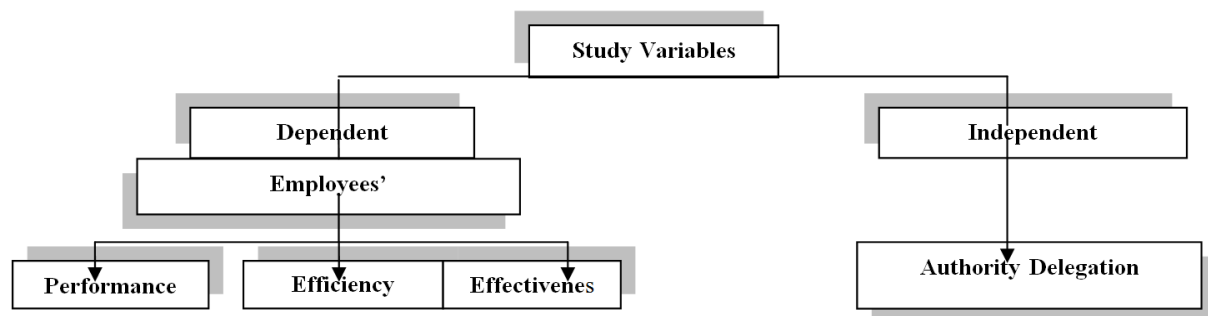 Study Variables
Dependent
Independent
Employees’
Performance
Efficiency
Effectivenes
Authority Delegation